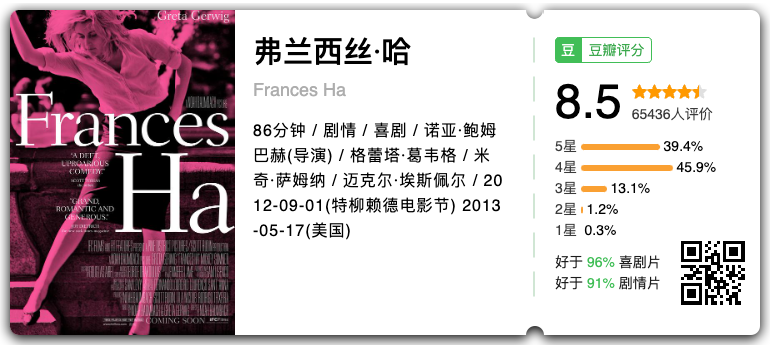 Greta Gerwig
Frances
Ha
"A DEFT,
UPROARIOUS
COMEDY."
"GRAND,
ROMANTIC AND
GENEROUS."
COMING SOON
弗兰西丝·哈
Frances Ha
86分钟 / 剧情 / 喜剧 / 诺亚·鲍姆
巴赫(导演) / 格蕾塔·葛韦格 / 米
奇·萨姆纳 / 迈克尔·埃斯佩尔 / 20
12-09-01(特柳赖德电影节) 2013
-05-17(美国)
豆 豆瓣评分
8.5
65436人评价
5星 39.4%
4星 45.9%
3星 13.1%
2星 1.2%
1星 0.3%
好于 96% 喜剧片
好于 91% 剧情片